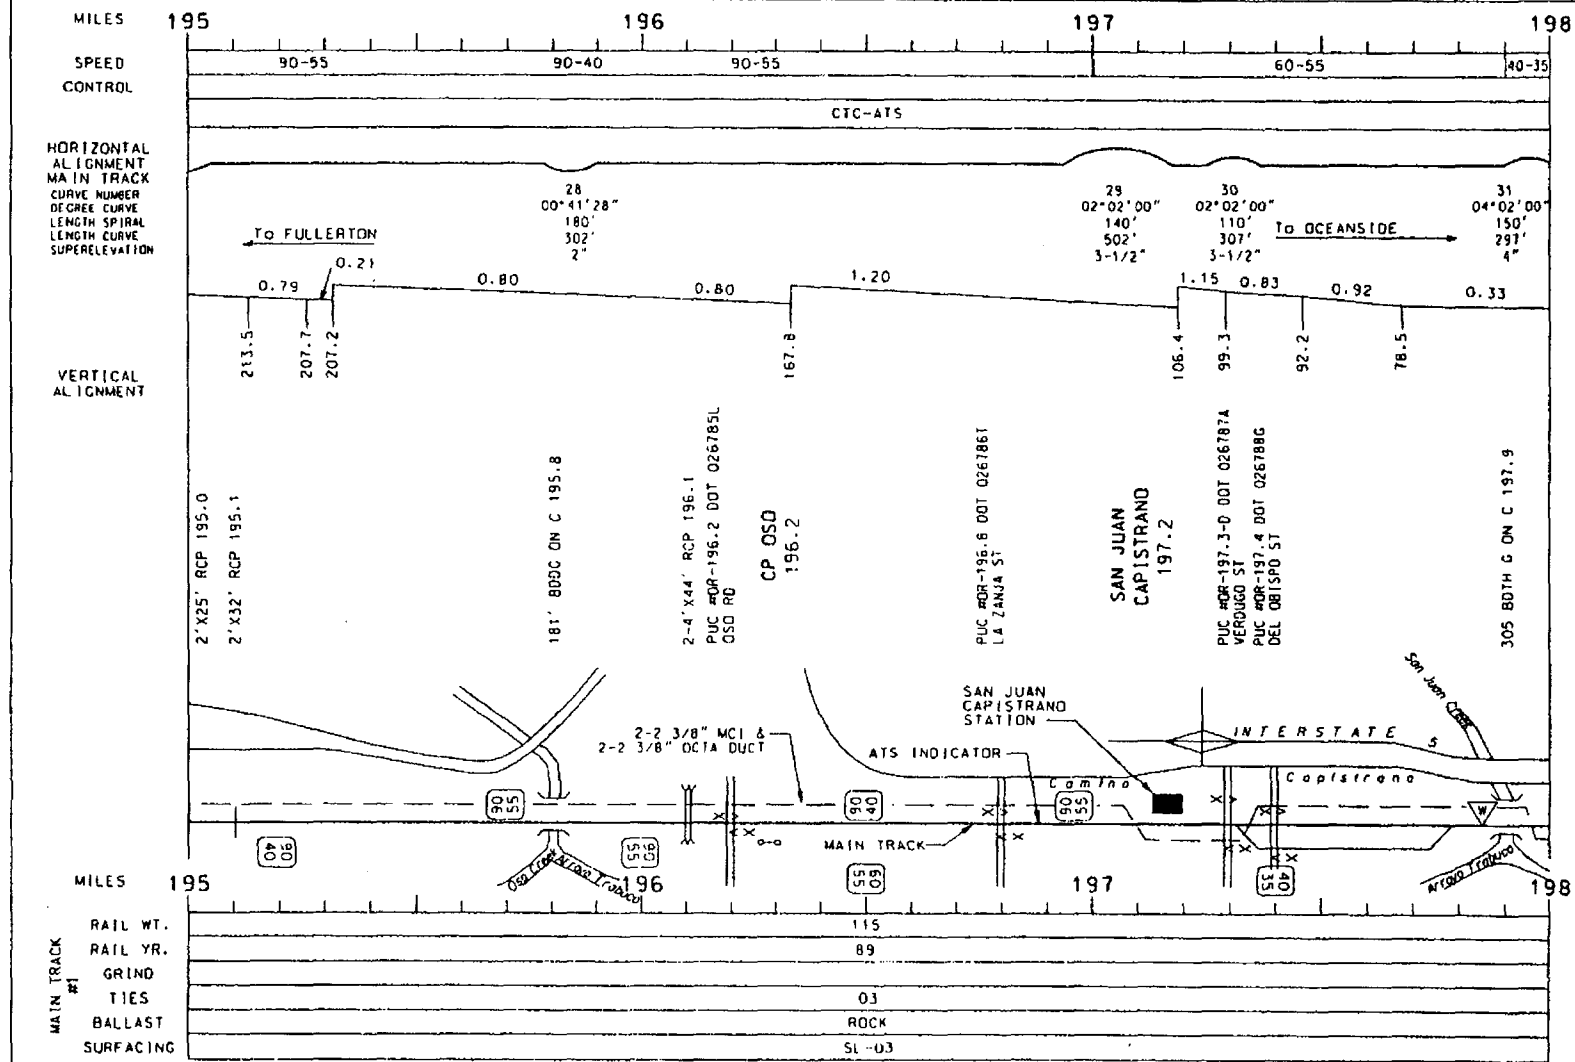 MILES 195 196 197 198
SPEED 90-55 90-40 90-55 60-55 40-35
CONTROL
CTC-ATS
HORIZONTAL
ALIGNMENT
MAIN TRACK
CURVE NUMBER 28 29 30 31
DEGREE CURVE 00°41'28" 02°02'00" 02°02'00" 04°02'00"
LENGTH SPIRAL 180' 140' 110' 150'
LENGTH CURVE 302' 502' 307' 297'
SUPERELEVATION 2" 3-1/2" 3-1/2" 4"
To FULLERTON
To OCEANSIDE
0.79 0.21 0.80 0.80 1.20 1.15 0.83 0.92 0.33
213.5 207.7 207.2 167.8 106.4 99.3 92.2 78.5
VERTICAL
ALIGNMENT
2'X25' RCP 195.0
2'X32' RCP 195.1
181' BDDG ON C 195.8
2-4'X44' RCP 196.1
PUC #OR-196.2 DOT 026785L
OSO RD
CP OSO
196.2
PUC #OR-196.8 DOT 026786T
LA ZANJA ST
SAN JUAN
CAPISTRANO
197.2
PUC #OR-197.3-D DOT 026787A
VERDUGO ST
PUC #OR-197.4 DOT 026788G
DEL OBISPO ST
305 BDTH G ON C 197.9
San Juan Creek
SAN JUAN
CAPISTRANO
STATION
2-2 3/8" MCI &
2-2 3/8" OCTA DUCT
ATS INDICATOR
INTERSTATE 5
Camino Capistrano
90 55
90 40
90 55
W
MAIN TRACK
90 40
90 55
60 55
40 35
Oso Creek
Arroyo Trabuco
Arroyo Trabuco
MILES 195 196 197 198
MAIN TRACK
#1
RAIL WT. 115
RAIL YR. 89
GRIND
TIES 03
BALLAST ROCK
SURFACING SL-03